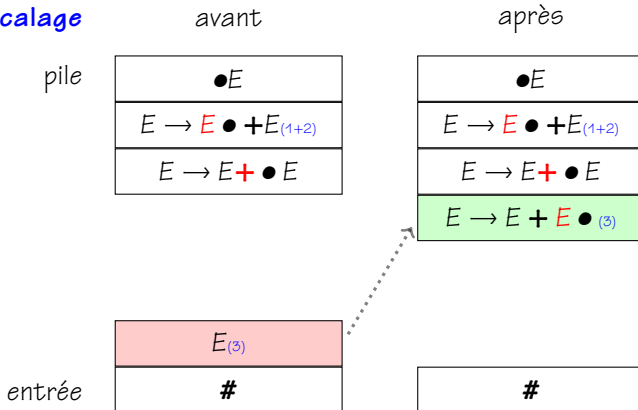 calage avant après
pile
●E ●E
E → E ● +E(1+2) E → E ● +E(1+2)
E → E+ ● E E → E+ ● E
E → E + E ● (3)
E(3)
entrée # #